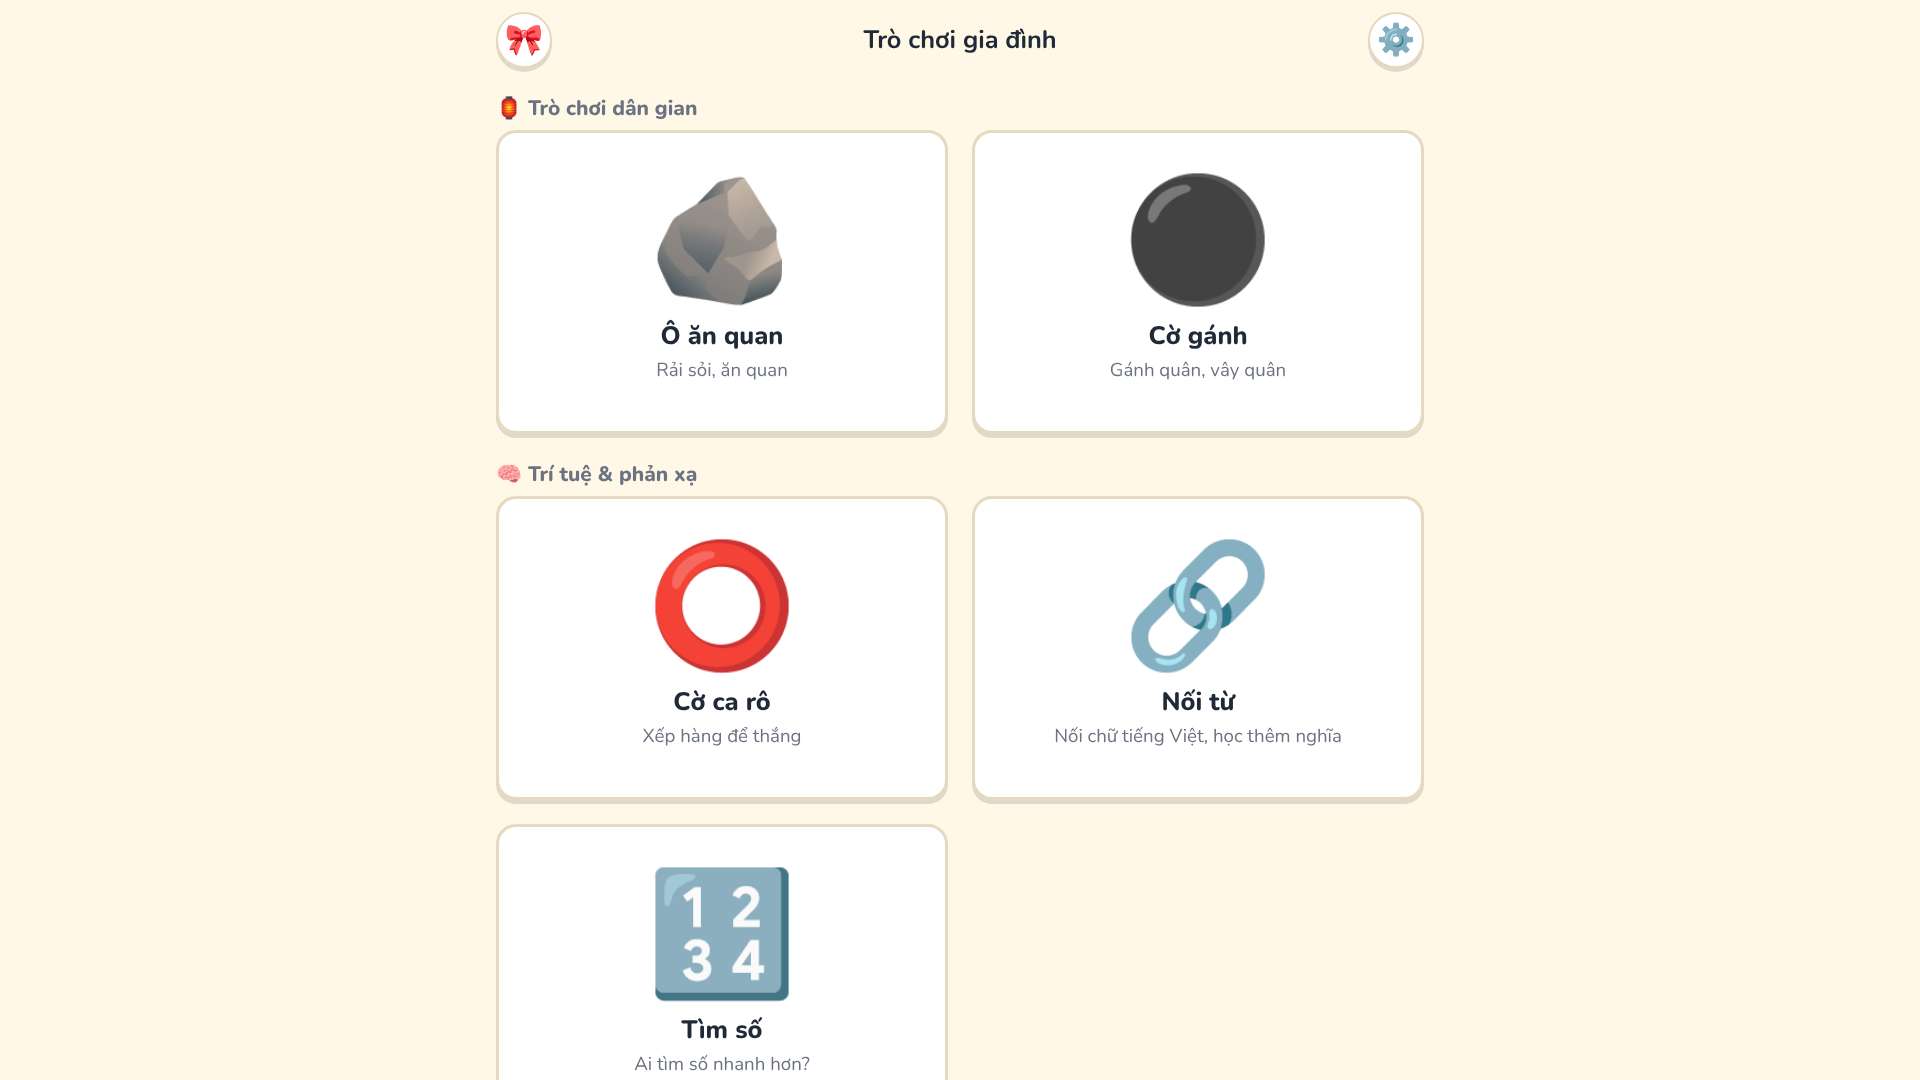 Trò chơi gia đình
Trò chơi dân gian
Ô ăn quan
Rải sỏi, ăn quan
Cờ gánh
Gánh quân, vây quân
Trí tuệ & phản xạ
Cờ ca rô
Xếp hàng để thắng
Nối từ
Nối chữ tiếng Việt, học thêm nghĩa
1 2
3 4
Tìm số
Ai tìm số nhanh hơn?